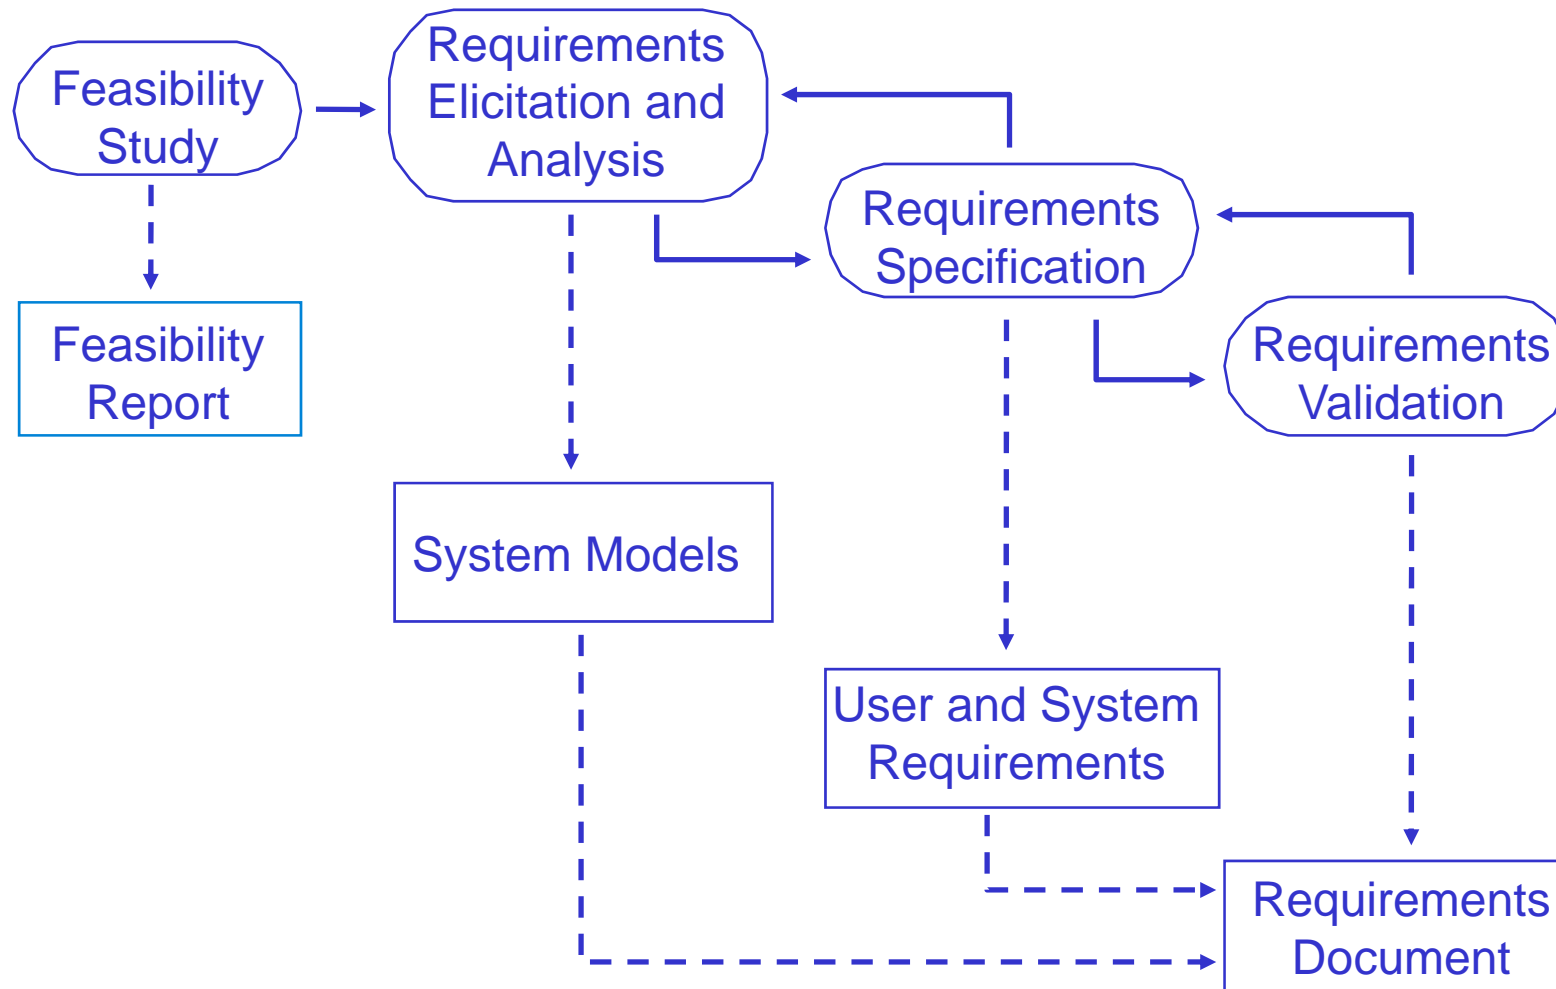 Feasibility
Study
Requirements
Elicitation and
Analysis
Requirements
Specification
Requirements
Validation
Feasibility
Report
System Models
User and System
Requirements
Requirements
Document